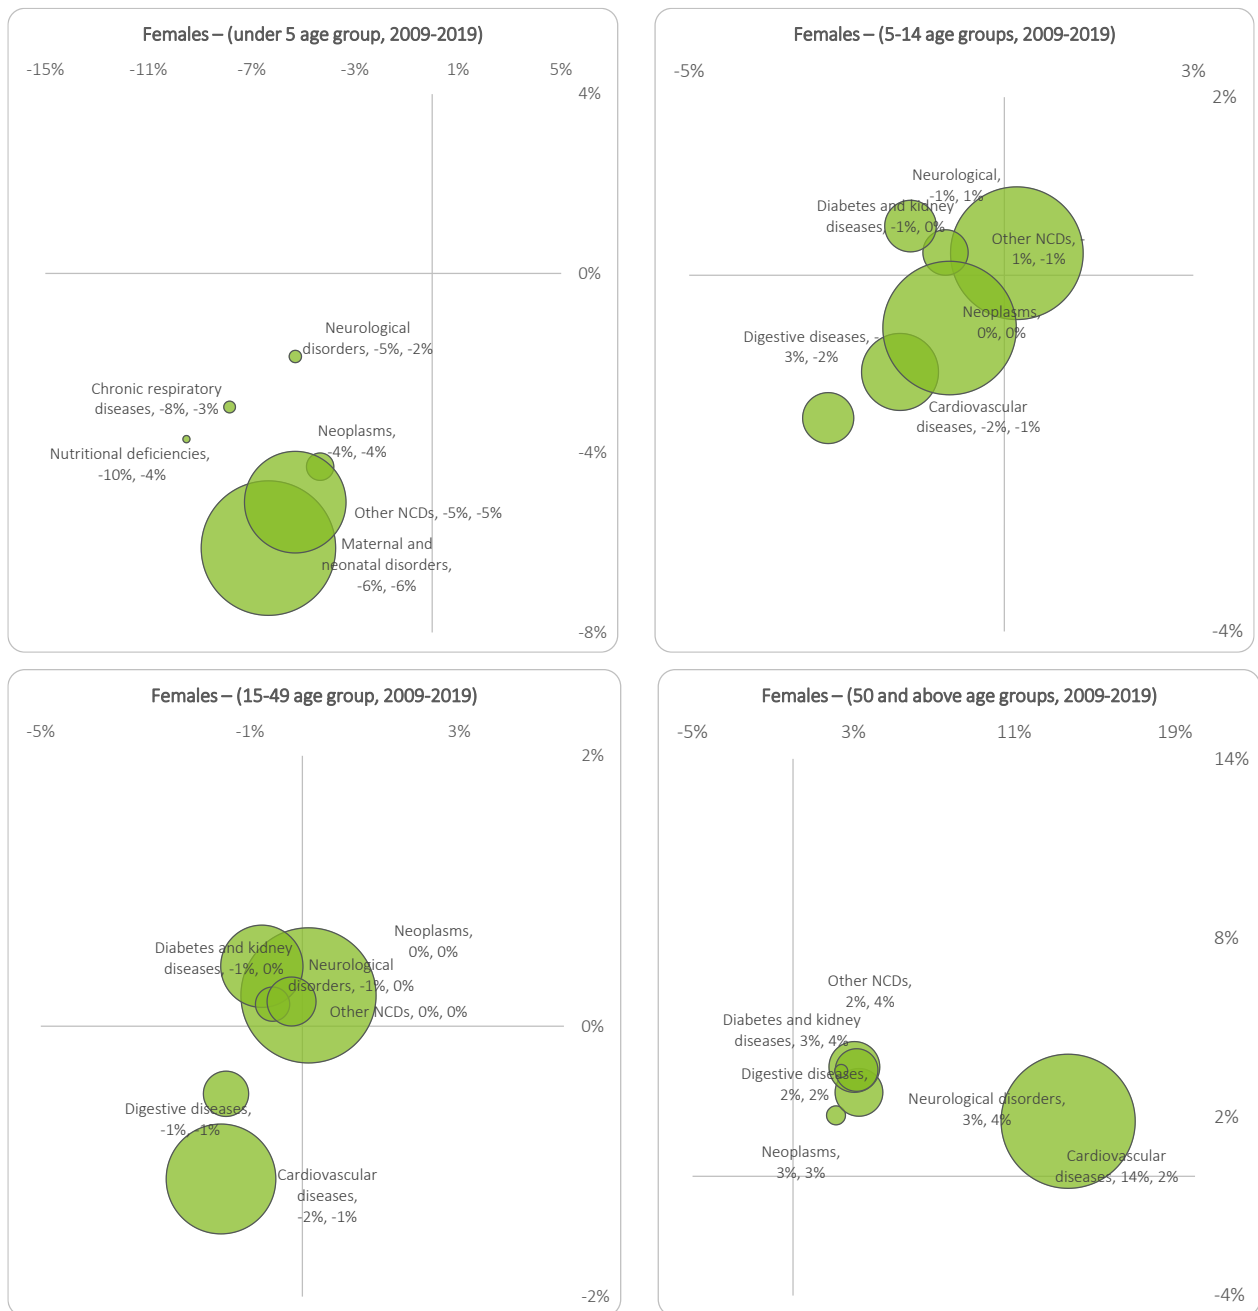 Females – (under 5 age group, 2009-2019)
-15%
-11%
-7%
-3%
1%
5%
4%
0%
Neurological
disorders, -5%, -2%
Chronic respiratory
diseases, -8%, -3%
Neoplasms,
-4%, -4%
Nutritional deficiencies,
-10%, -4%
-4%
Other NCDs, -5%, -5%
Maternal and
neonatal disorders,
-6%, -6%
-8%
Females – (5-14 age groups, 2009-2019)
-5%
3%
2%
Neurological,
-1%, 1%
Diabetes and kidney
diseases, -1%, 0%
Other NCDs, -
1%, -1%
Neoplasms,
0%, 0%
Digestive diseases, -
3%, -2%
Cardiovascular
diseases, -2%, -1%
-4%
Females – (15-49 age group, 2009-2019)
-5%
-1%
3%
2%
Neoplasms,
0%, 0%
Diabetes and kidney
diseases, -1%, 0%
Neurological
disorders, -1%, 0%
Other NCDs, 0%, 0%
0%
Digestive diseases,
-1%, -1%
Cardiovascular
diseases,
-2%, -1%
-2%
Females – (50 and above age groups, 2009-2019)
-5%
3%
11%
19%
14%
8%
Other NCDs,
2%, 4%
Diabetes and kidney
diseases, 3%, 4%
Digestive diseases,
2%, 2%
Neurological disorders,
3%, 4%
2%
Neoplasms,
3%, 3%
Cardiovascular
diseases, 14%, 2%
-4%